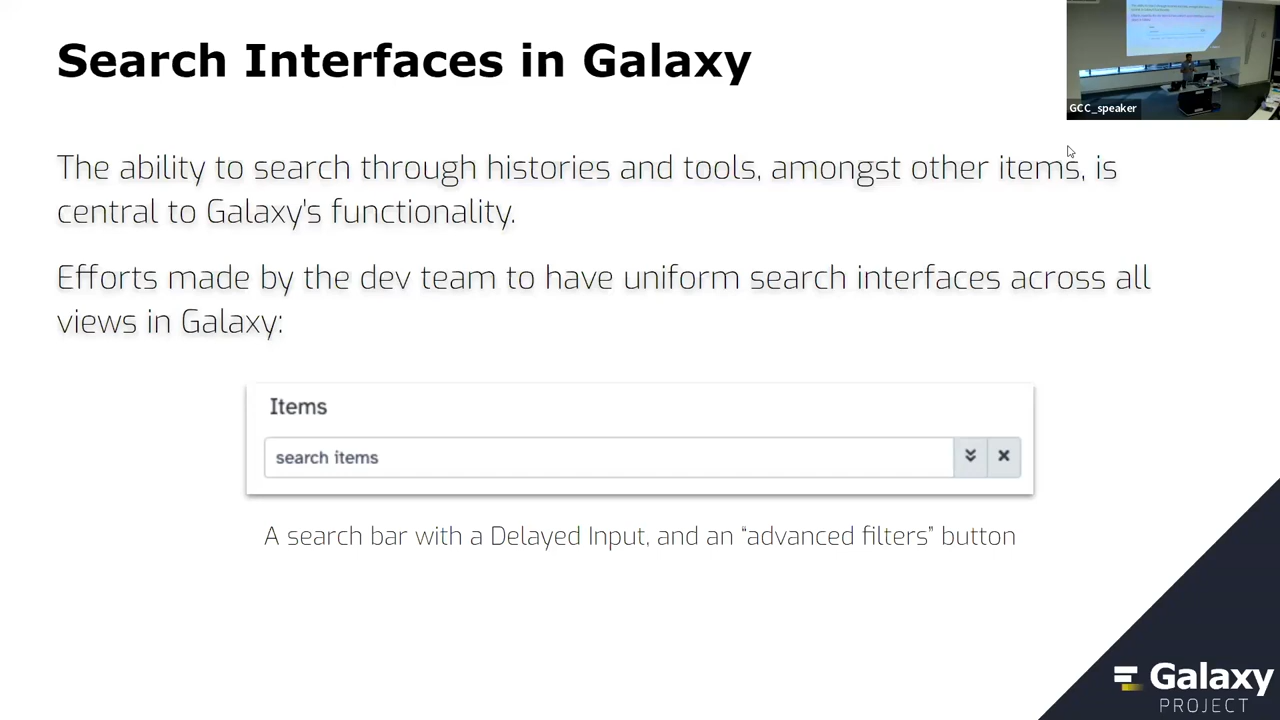 Search Interfaces in Galaxy
GCC_speaker
The ability to search through histories and tools, amongst other items, is
central to Galaxy's functionality.
Efforts made by the dev team to have uniform search interfaces across all
views in Galaxy:
Items
search items
A search bar with a Delayed Input, and an “advanced filters” button
Galaxy
PROJECT